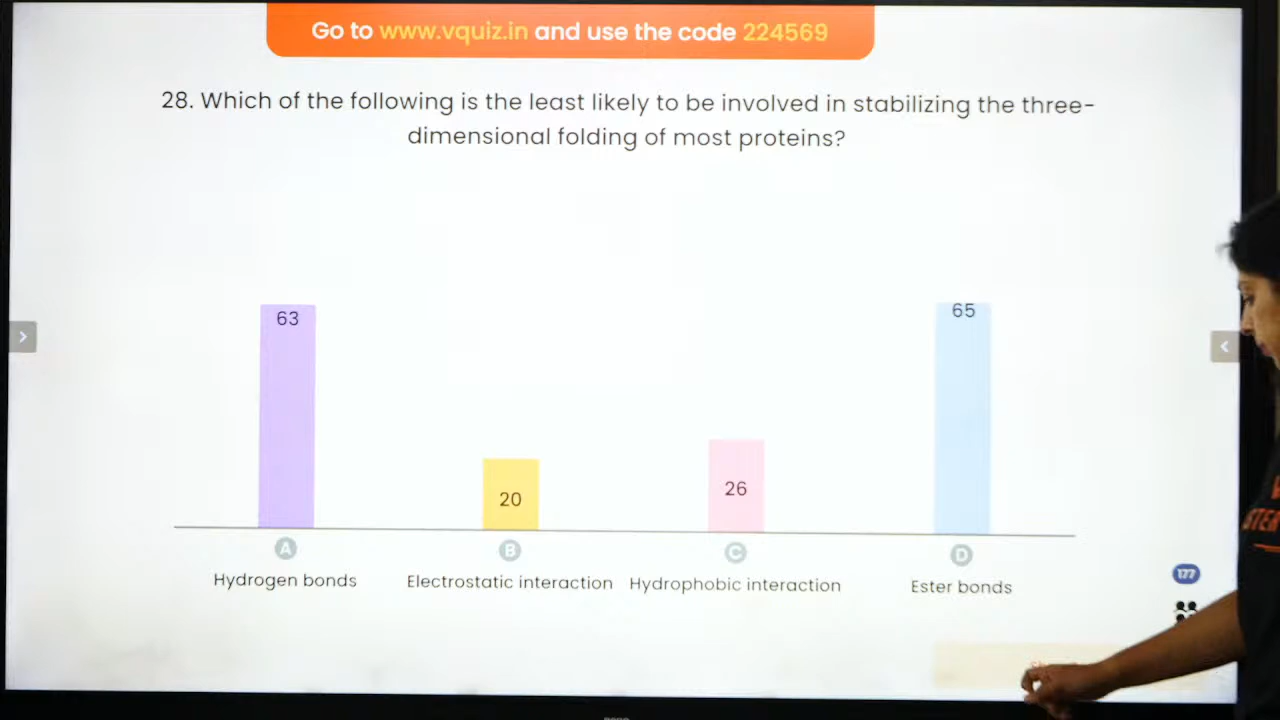 Go to www.vquiz.in and use the code 224569
28. Which of the following is the least likely to be involved in stabilizing the three-
dimensional folding of most proteins?
63
20
26
65
A
B
C
D
Hydrogen bonds
Electrostatic interaction
Hydrophobic interaction
Ester bonds
177